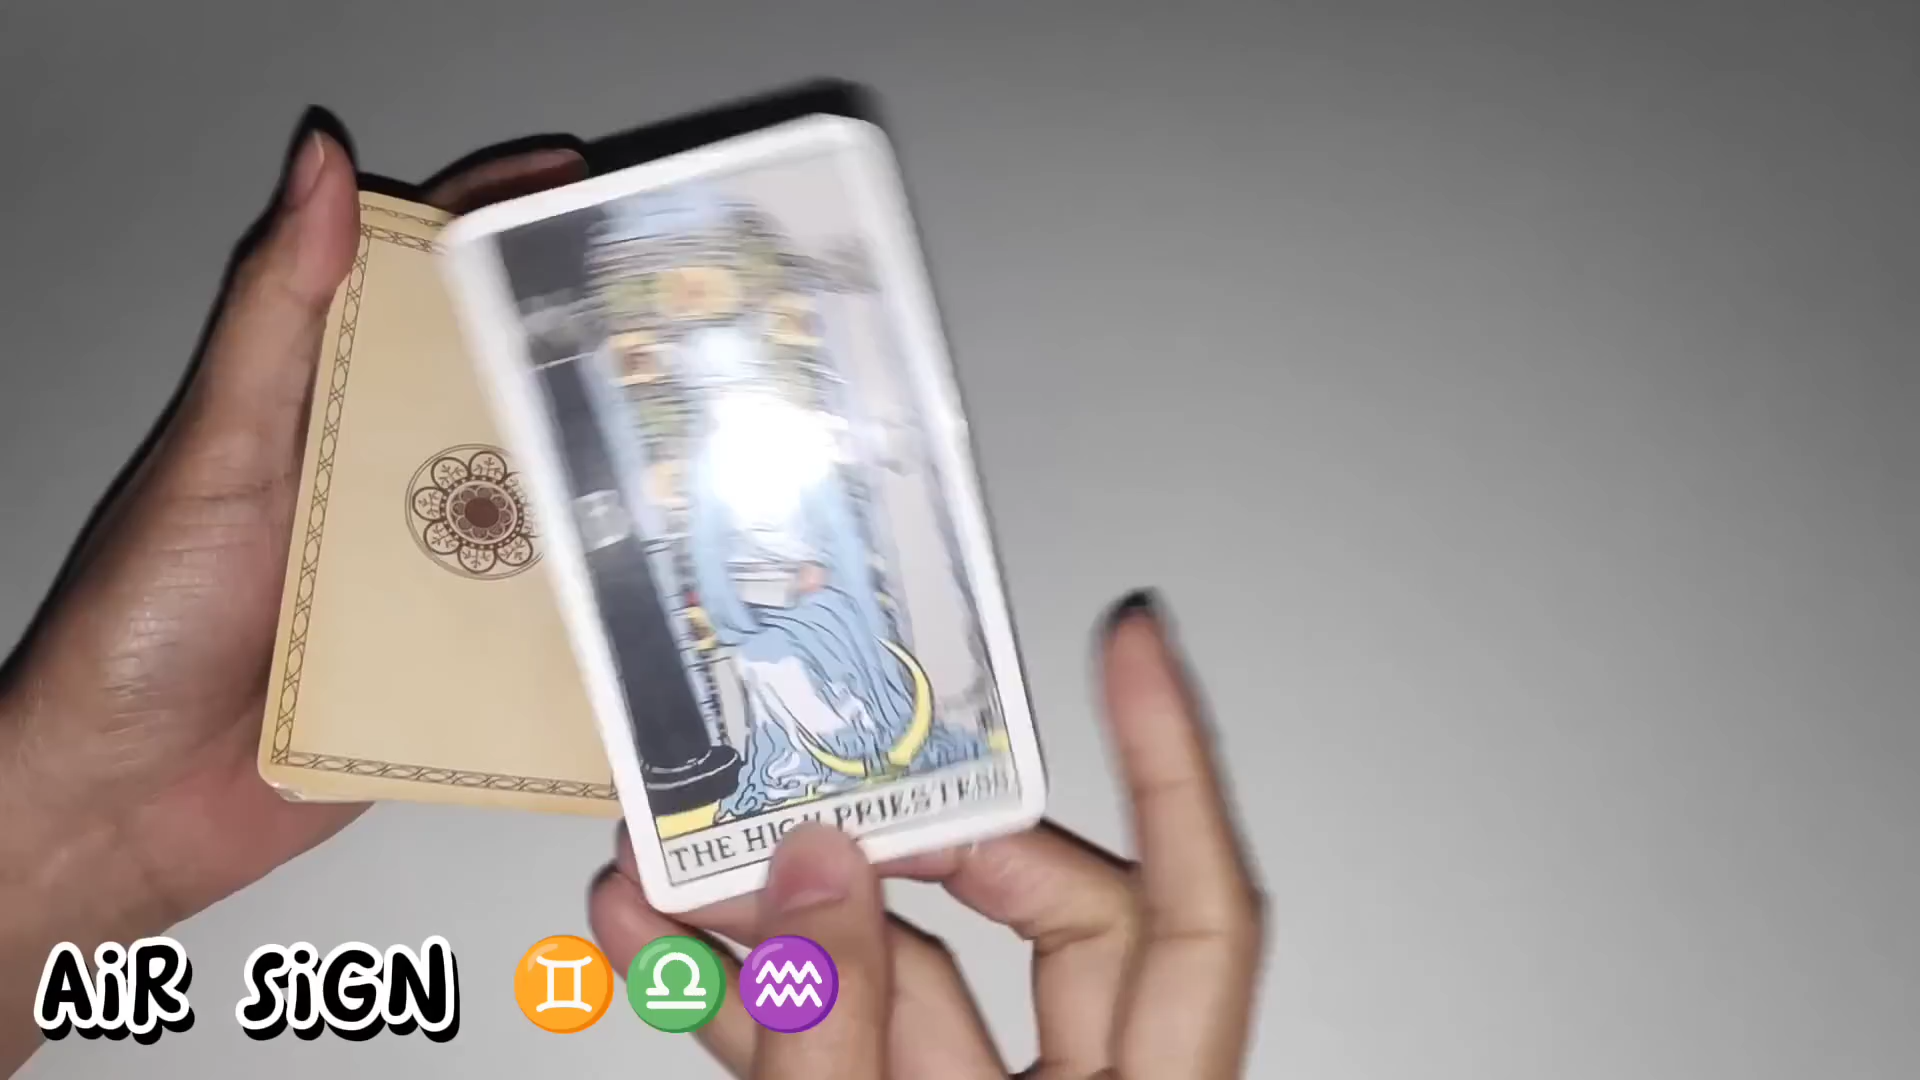 THE HIGH PRIESTESS
AiR SiGN ♊ ♎ ♒